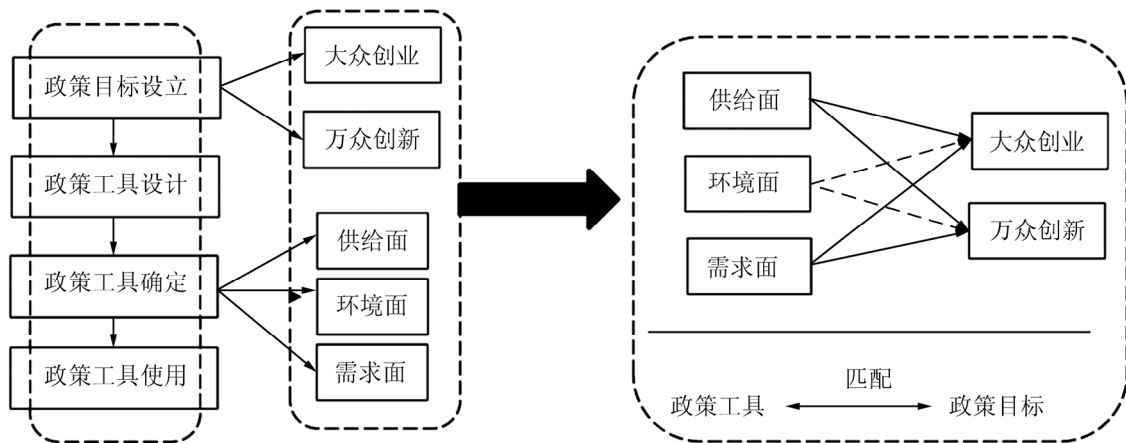 政策目标设立
政策工具设计
政策工具确定
政策工具使用
大众创业
万众创新
供给面
环境面
需求面
供给面
环境面
需求面
大众创业
万众创新
匹配
政策工具
政策目标